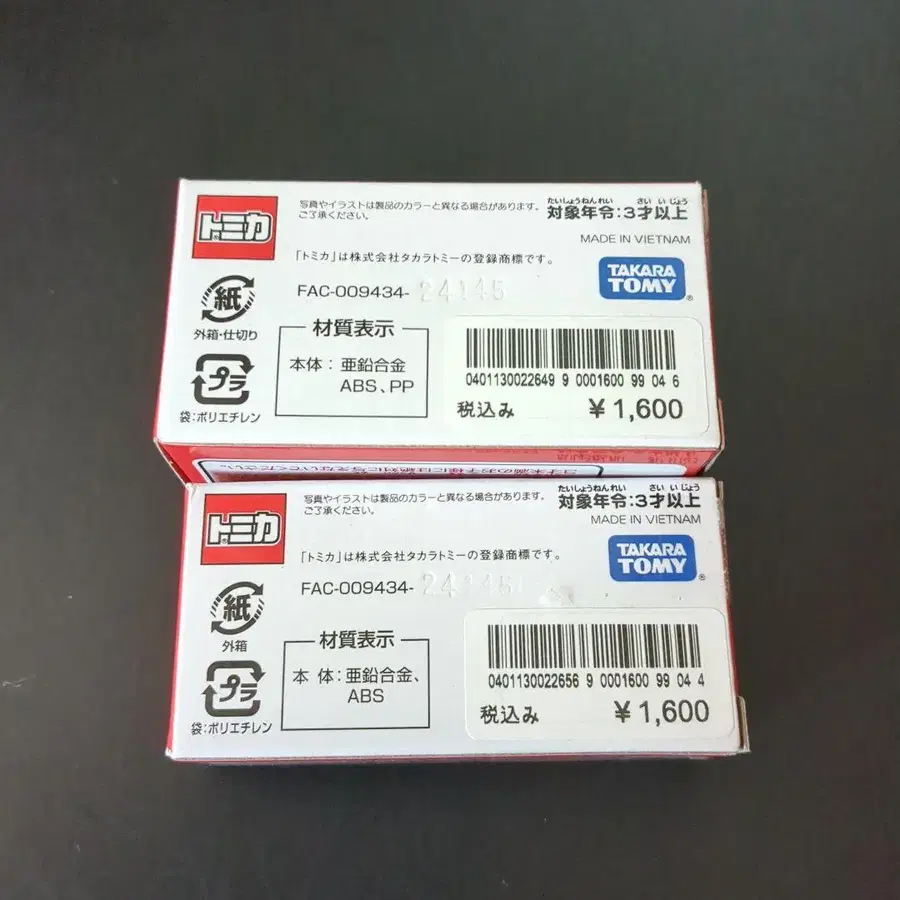 トミカ
写真やイラストは製品のカラーと異なる場合があります。
ご了承ください。
たいしょうねんれい さい いじょう
対象年令:3才以上
MADE IN VIETNAM
「トミカ」は株式会社タカラトミーの登録商標です。
TAKARA
TOMY®
FAC-009434- 24145
紙
外箱・仕切り
プラ
袋:ポリエチレン
材質表示
本体:亜鉛合金
ABS、PP
0401130022649 9 0001600 99 04 6
税込み ¥1,600
トミカ
写真やイラストは製品のカラーと異なる場合があります。
ご了承ください。
たいしょうねんれい さい いじょう
対象年令:3才以上
MADE IN VIETNAM
「トミカ」は株式会社タカラトミーの登録商標です。
TAKARA
TOMY®
FAC-009434- 24145
紙
外箱
プラ
袋:ポリエチレン
材質表示
本 体:亜鉛合金、
ABS
0401130022656 9 0001600 99 04 4
税込み ¥1,600